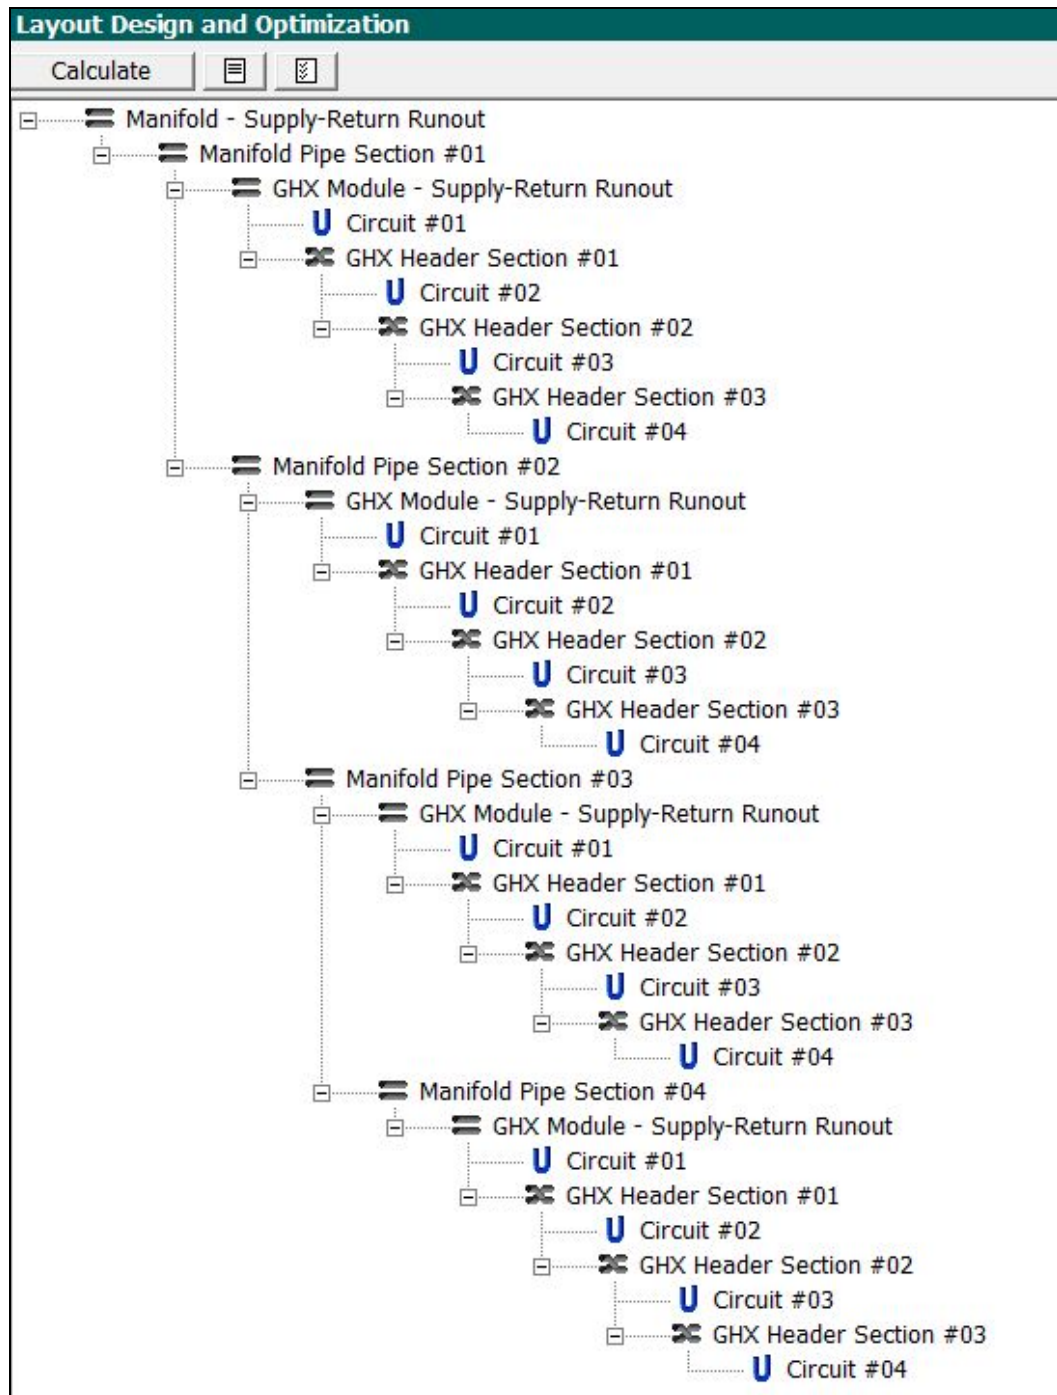 Layout Design and Optimization
Calculate
Manifold - Supply-Return Runout
Manifold Pipe Section #01
GHX Module - Supply-Return Runout
Circuit #01
GHX Header Section #01
Circuit #02
GHX Header Section #02
Circuit #03
GHX Header Section #03
Circuit #04
Manifold Pipe Section #02
GHX Module - Supply-Return Runout
Circuit #01
GHX Header Section #01
Circuit #02
GHX Header Section #02
Circuit #03
GHX Header Section #03
Circuit #04
Manifold Pipe Section #03
GHX Module - Supply-Return Runout
Circuit #01
GHX Header Section #01
Circuit #02
GHX Header Section #02
Circuit #03
GHX Header Section #03
Circuit #04
Manifold Pipe Section #04
GHX Module - Supply-Return Runout
Circuit #01
GHX Header Section #01
Circuit #02
GHX Header Section #02
Circuit #03
GHX Header Section #03
Circuit #04